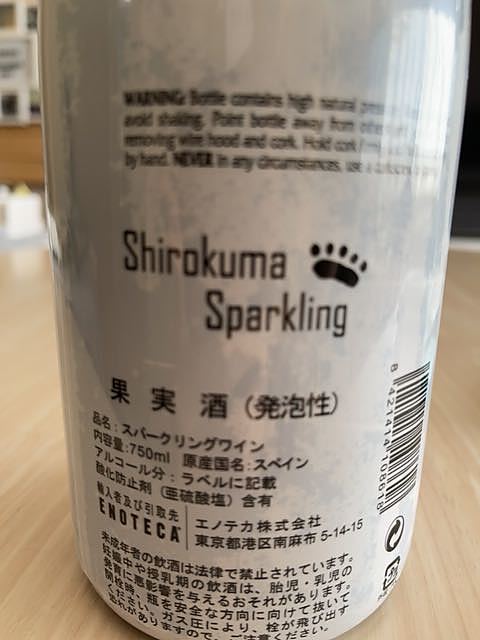 WARNING: Bottle contains high natural
avoid shaking. Point bottle away from other
removing wire hood and cork. Hold cork
by hand. NEVER in any circumstances, use a
Shirokuma
Sparkling
果実酒（発泡性）
品名：スパークリングワイン
内容量:750ml 原産国名：スペイン
アルコール分：ラベルに記載
酸化防止剤（亜硫酸塩）含有
輸入者及び引取先
ENOTECA
エノテカ株式会社
東京都港区南麻布 5-14-15
未成年者の飲酒は法律で禁止されています。
妊娠中や授乳期の飲酒は、胎児・乳児の
発育に悪影響を与えるおそれがあります。
開栓時、瓶を安全な方向に向けて抜いて
ください。ガス圧により、栓が飛び出す
恐れがありますので、ご注意ください。